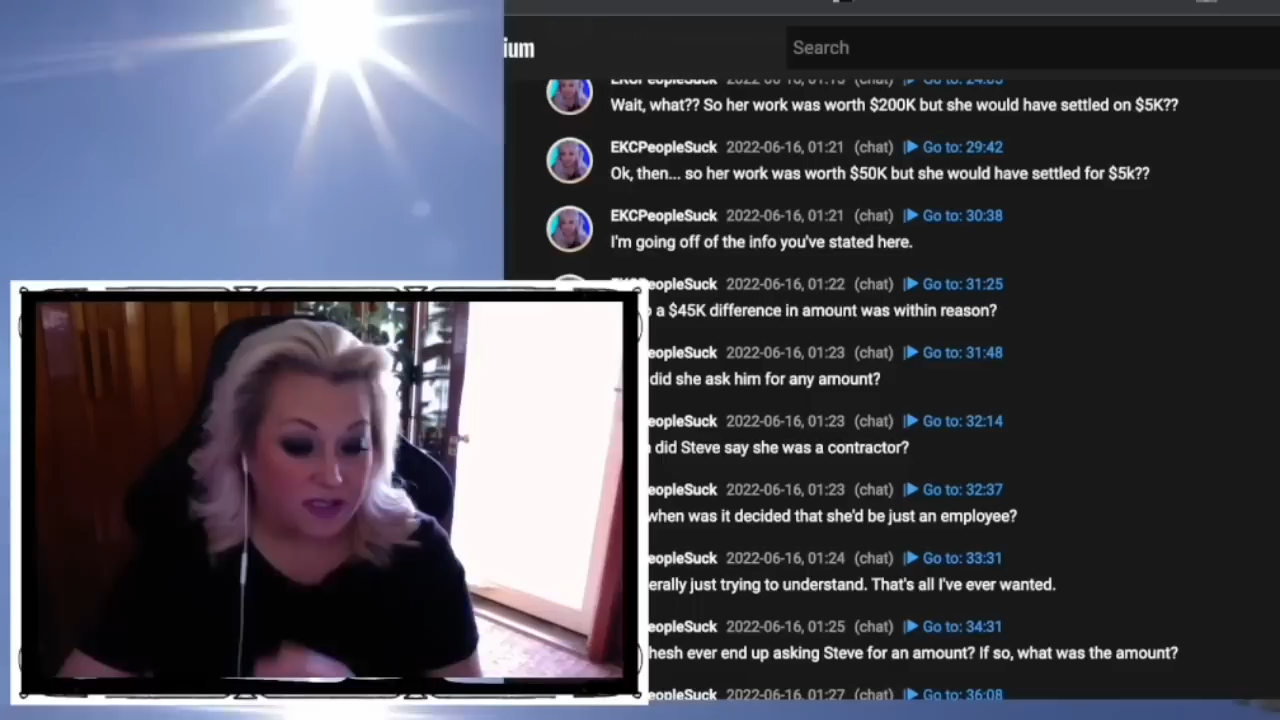 ium
Search
EKCPeopleSuck (chat) Go to: 24:03
Wait, what?? So her work was worth $200K but she would have settled on $5K??
EKCPeopleSuck 2022-06-16, 01:21 (chat) Go to: 29:42
Ok, then... so her work was worth $50K but she would have settled for $5k??
EKCPeopleSuck 2022-06-16, 01:21 (chat) Go to: 30:38
I'm going off of the info you've stated here.
2022-06-16, 01:22 (chat) Go to: 31:25
a $45K difference in amount was within reason?
eopleSuck 2022-06-16, 01:23 (chat) Go to: 31:48
did she ask him for any amount?
eopleSuck 2022-06-16, 01:23 (chat) Go to: 32:14
did Steve say she was a contractor?
eopleSuck 2022-06-16, 01:23 (chat) Go to: 32:37
when was it decided that she'd be just an employee?
eopleSuck 2022-06-16, 01:24 (chat) Go to: 33:31
erally just trying to understand. That's all I've ever wanted.
eopleSuck 2022-06-16, 01:25 (chat) Go to: 34:31
hesh ever end up asking Steve for an amount? If so, what was the amount?
eopleSuck 2022-06-16, 01:27 (chat) Go to: 36:08